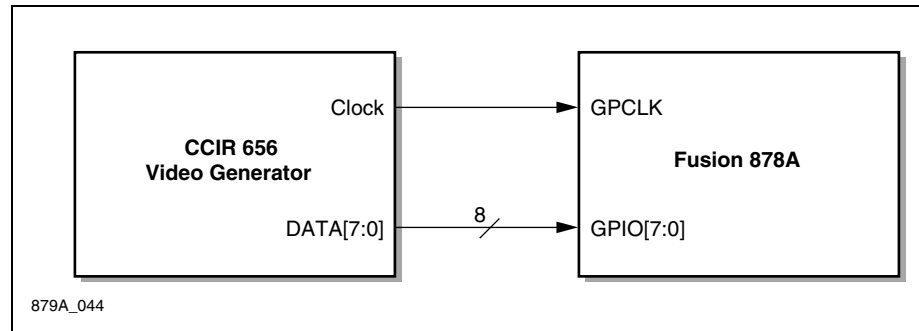 Clock
GPCLK
CCIR 656
Video Generator
Fusion 878A
DATA[7:0]
8
GPIO[7:0]
879A_044